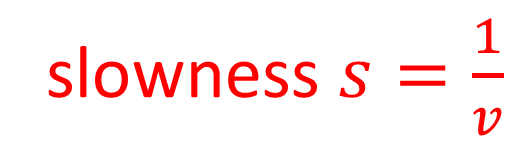 slowness s = 1/v